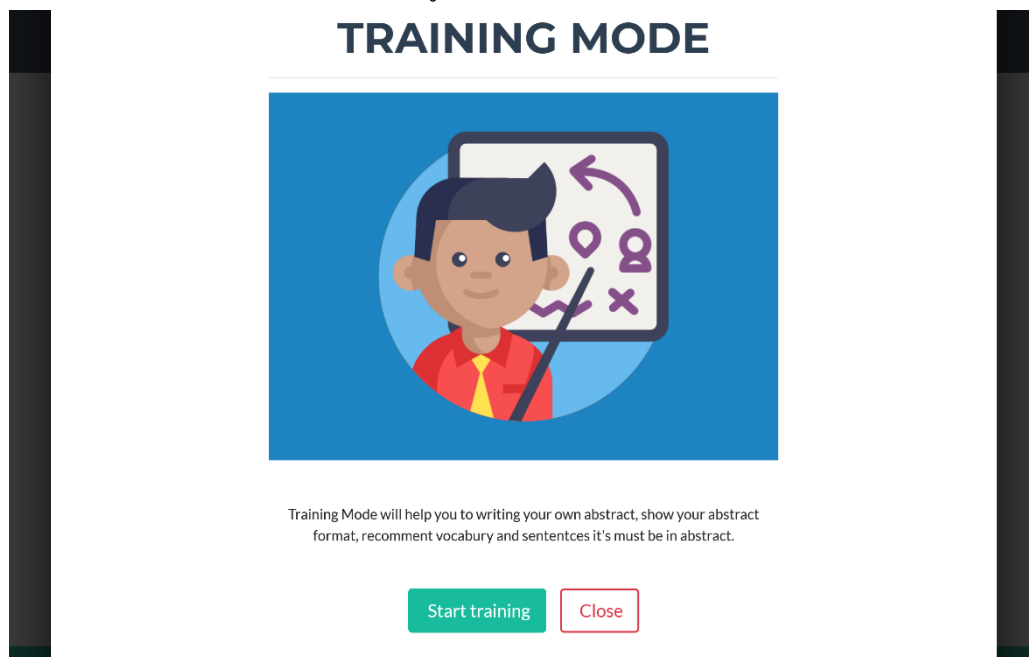 TRAINING MODE
Training Mode will help you to writing your own abstract, show your abstract
format, recomment vocabury and sententces it's must be in abstract.
Start training
Close